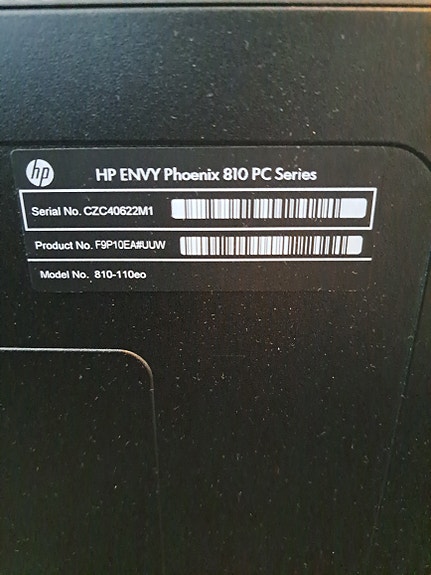 hp
HP ENVY Phoenix 810 PC Series
Serial No. CZC40622M1
Product No. F9P10EA#UUW
Model No. 810-110eo